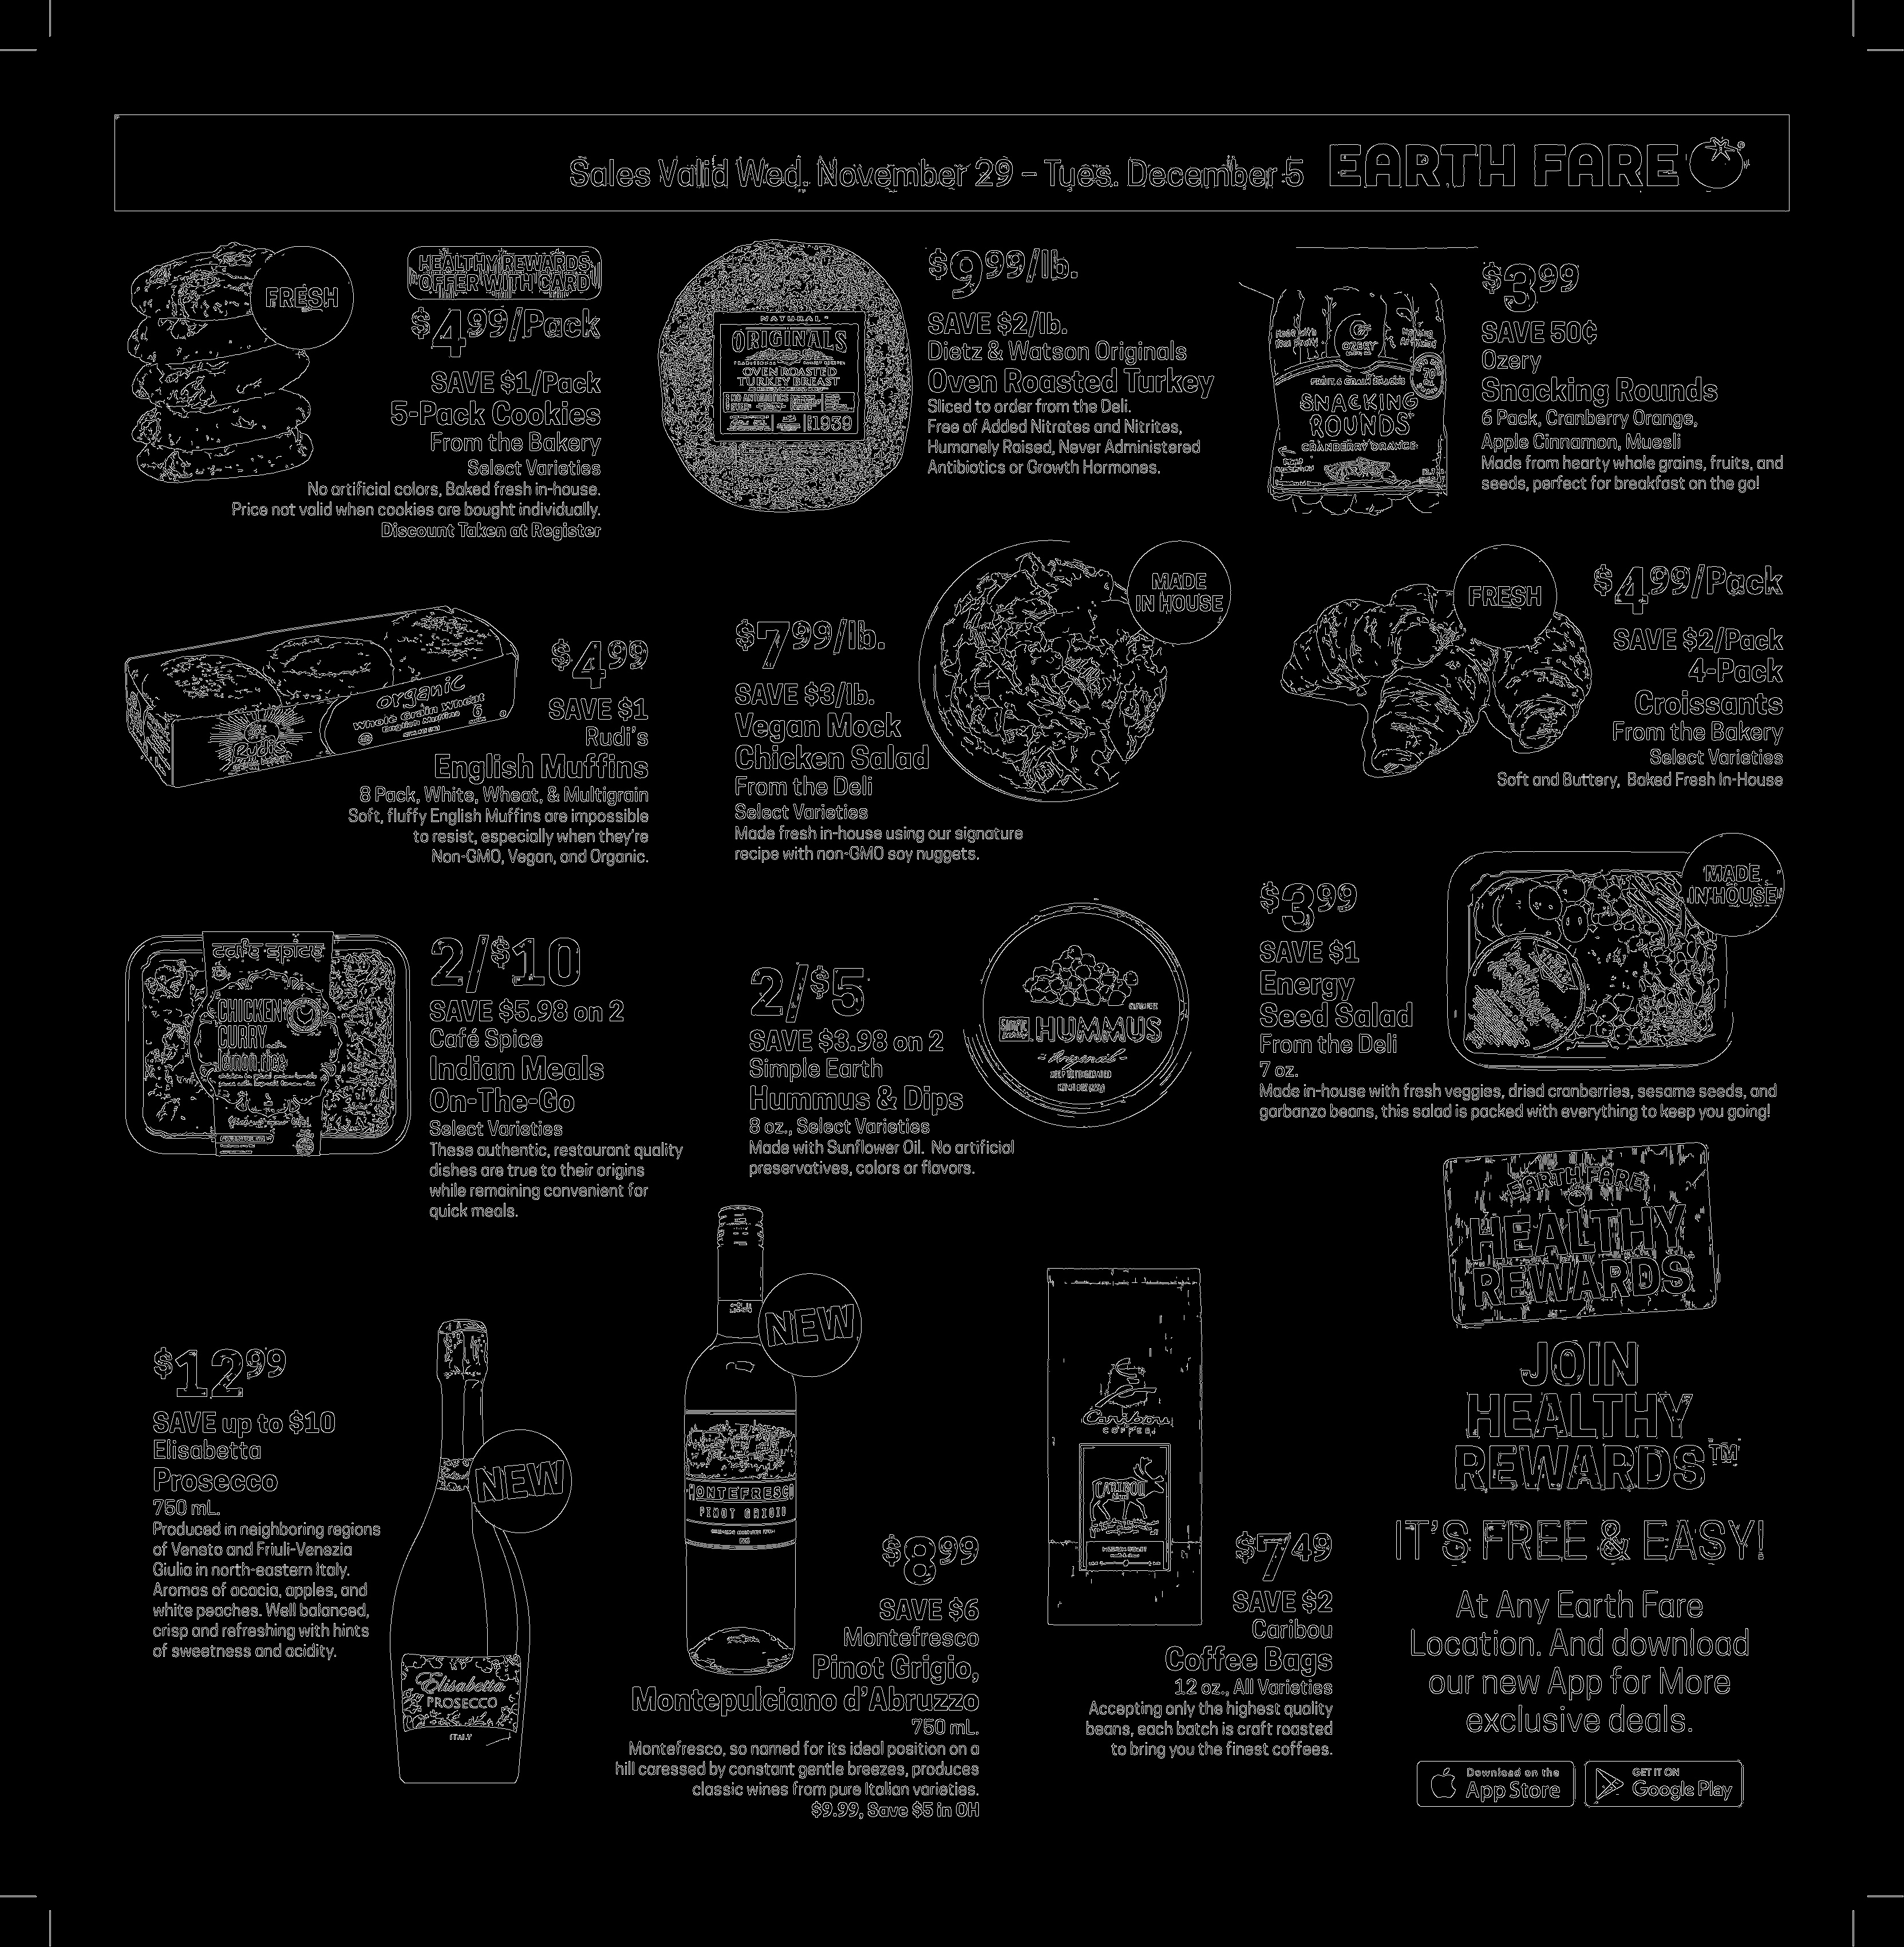 Sales Valid Wed. November 29 – Tues. December 5
EARTH FARE
FRESH
HEALTHY REWARDS
OFFER WITH CARD
$4.99/Pack
SAVE $1/Pack
5-Pack Cookies
From the Bakery
Select Varieties
No artificial colors, Baked fresh in-house.
Price not valid when cookies are bought individually.
Discount Taken at Register
NATURAL
ORIGINALS
OVEN ROASTED
TURKEY BREAST
NO ANTIBIOTICS
1939
$9.99/lb.
SAVE $2/lb.
Dietz & Watson Originals
Oven Roasted Turkey
Sliced to order from the Deli.
Free of Added Nitrates and Nitrites,
Humanely Raised, Never Administered
Antibiotics or Growth Hormones.
OZERY
SNACKING
ROUNDS
CRANBERRY ORANGE
$3.99
SAVE 50¢
Ozery
Snacking Rounds
6 Pack, Cranberry Orange,
Apple Cinnamon, Muesli
Made from hearty whole grains, fruits, and
seeds, perfect for breakfast on the go!
Rudi's
organic
Whole Grain Wheat
English Muffins
6
$4.99
SAVE $1
Rudi's
English Muffins
8 Pack, White, Wheat, & Multigrain
Soft, fluffy English Muffins are impossible
to resist, especially when they're
Non-GMO, Vegan, and Organic.
$7.99/lb.
SAVE $3/lb.
Vegan Mock
Chicken Salad
From the Deli
Select Varieties
Made fresh in-house using our signature
recipe with non-GMO soy nuggets.
MADE
IN HOUSE
FRESH
$4.99/Pack
SAVE $2/Pack
4-Pack
Croissants
From the Bakery
Select Varieties
Soft and Buttery, Baked Fresh In-House
cafe spice
CHICKEN
CURRY
lemon rice
2/$10
SAVE $5.98 on 2
Café Spice
Indian Meals
On-The-Go
Select Varieties
These authentic, restaurant quality
dishes are true to their origins
while remaining convenient for
quick meals.
2/$5
SAVE $3.98 on 2
Simple Earth
Hummus & Dips
8 oz., Select Varieties
Made with Sunflower Oil. No artificial
preservatives, colors or flavors.
HUMMUS
Original
KEEP REFRIGERATED
$3.99
SAVE $1
Energy
Seed Salad
From the Deli
7 oz.
Made in-house with fresh veggies, dried cranberries, sesame seeds, and
garbanzo beans, this salad is packed with everything to keep you going!
MADE
IN HOUSE
$12.99
SAVE up to $10
Elisabetta
Prosecco
750 mL.
Produced in neighboring regions
of Veneto and Friuli-Venezia
Giulia in north-eastern Italy.
Aromas of acacia, apples, and
white peaches. Well balanced,
crisp and refreshing with hints
of sweetness and acidity.
NEW
Elisabetta
PROSECCO
ITALY
NEW
MONTEFRESCO
PINOT GRIGIO
$8.99
SAVE $6
Montefresco
Pinot Grigio,
Montepulciano d'Abruzzo
750 mL.
Montefresco, so named for its ideal position on a
hill caressed by constant gentle breezes, produces
classic wines from pure Italian varieties.
$9.99, Save $5 in OH
Caribou
COFFEE
CARIBOU
$7.49
SAVE $2
Caribou
Coffee Bags
12 oz., All Varieties
Accepting only the highest quality
beans, each batch is craft roasted
to bring you the finest coffees.
EARTH FARE
HEALTHY
REWARDS
JOIN
HEALTHY
REWARDS™
IT'S FREE & EASY!
At Any Earth Fare
Location. And download
our new App for More
exclusive deals.
Download on the
App Store
GET IT ON
Google Play